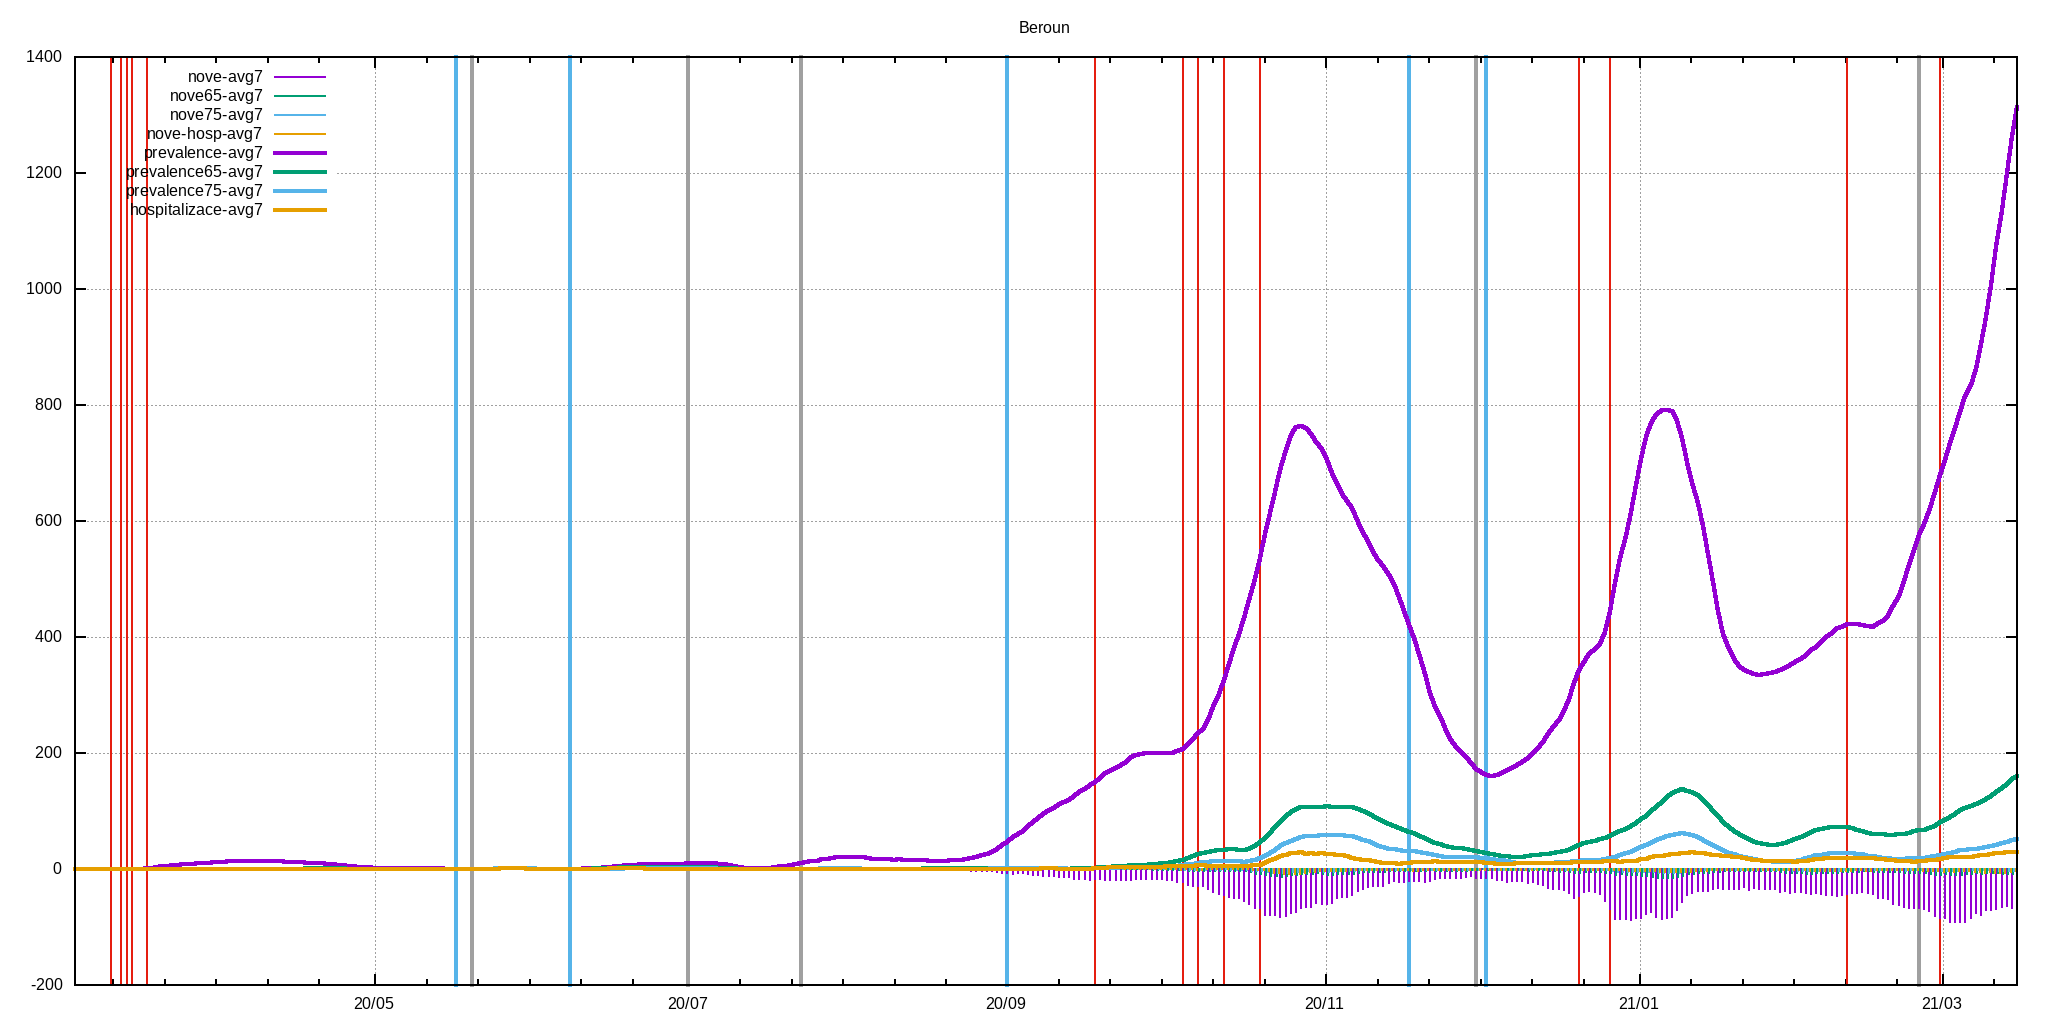 Beroun
1400
1200
1000
800
600
400
200
0
-200
nove-avg7
nove65-avg7
nove75-avg7
nove-hosp-avg7
prevalence-avg7
prevalence65-avg7
prevalence75-avg7
hospitalizace-avg7
20/05
20/07
20/09
20/11
21/01
21/03